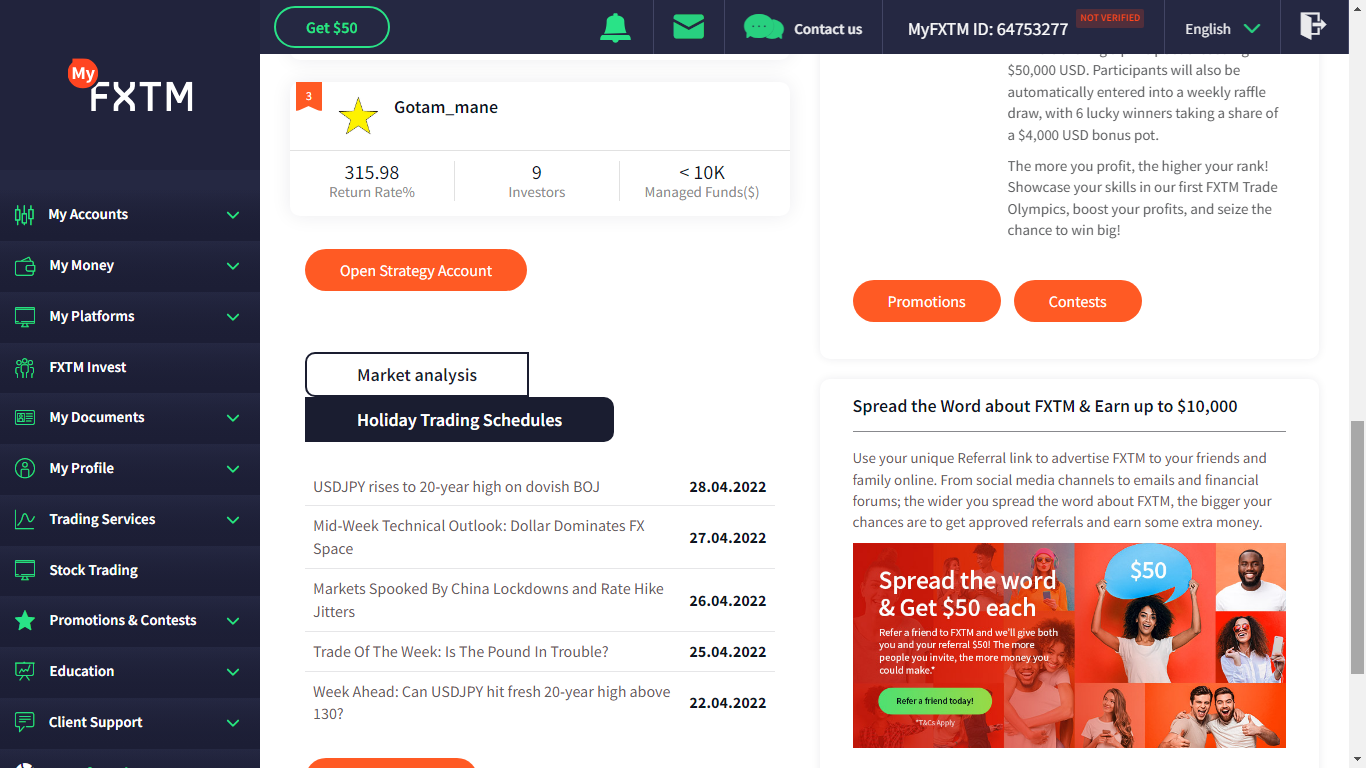 My
FXTM
My Accounts
My Money
My Platforms
FXTM Invest
My Documents
My Profile
Trading Services
Stock Trading
Promotions & Contests
Education
Client Support
Get $50
Contact us
MyFXTM ID: 64753277
NOT VERIFIED
English
3
Gotam_mane
315.98
Return Rate%
9
Investors
< 10K
Managed Funds($)
Open Strategy Account
Market analysis
Holiday Trading Schedules
USDJPY rises to 20-year high on dovish BOJ
28.04.2022
Mid-Week Technical Outlook: Dollar Dominates FX
Space
27.04.2022
Markets Spooked By China Lockdowns and Rate Hike
Jitters
26.04.2022
Trade Of The Week: Is The Pound In Trouble?
25.04.2022
Week Ahead: Can USDJPY hit fresh 20-year high above
130?
22.04.2022
$50,000 USD. Participants will also be
automatically entered into a weekly raffle
draw, with 6 lucky winners taking a share of
a $4,000 USD bonus pot.
The more you profit, the higher your rank!
Showcase your skills in our first FXTM Trade
Olympics, boost your profits, and seize the
chance to win big!
Promotions
Contests
Spread the Word about FXTM & Earn up to $10,000
Use your unique Referral link to advertise FXTM to your friends and
family online. From social media channels to emails and financial
forums; the wider you spread the word about FXTM, the bigger your
chances are to get approved referrals and earn some extra money.
Spread the word
& Get $50 each
Refer a friend to FXTM and we'll give both
you and your referral $50! The more
people you invite, the more money you
could make.*
Refer a friend today!
*T&Cs Apply
$50